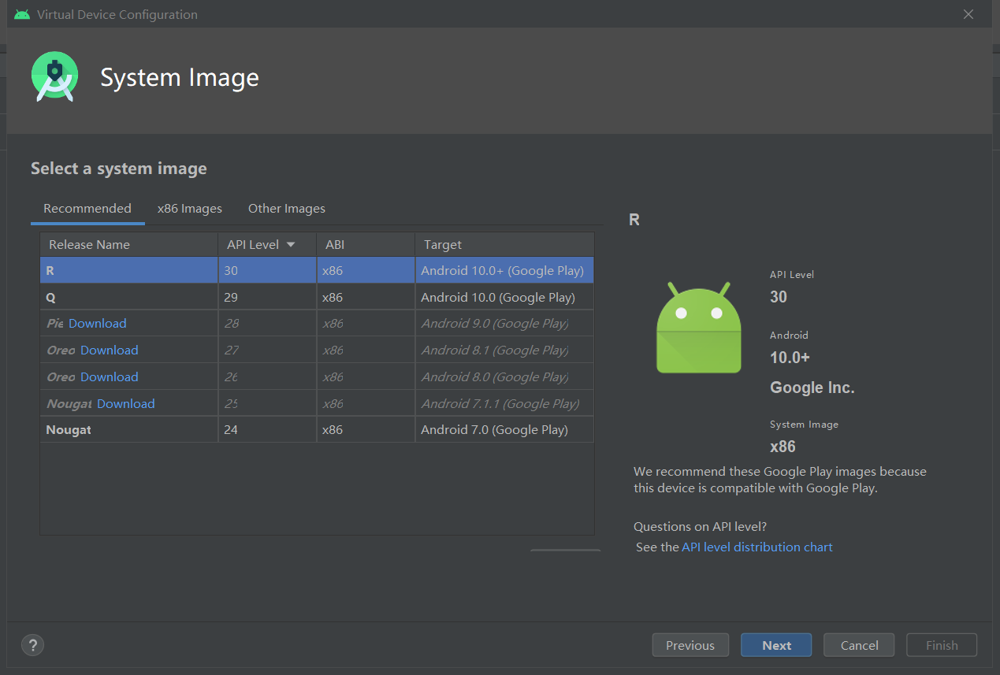 Virtual Device Configuration
System Image
Select a system image
Recommended x86 Images Other Images
Release Name API Level ABI Target
R 30 x86 Android 10.0+ (Google Play)
Q 29 x86 Android 10.0 (Google Play)
Pie Download 28 x86 Android 9.0 (Google Play)
Oreo Download 27 x86 Android 8.1 (Google Play)
Oreo Download 26 x86 Android 8.0 (Google Play)
Nougat Download 25 x86 Android 7.1.1 (Google Play)
Nougat 24 x86 Android 7.0 (Google Play)
R
API Level
30
Android
10.0+
Google Inc.
System Image
x86
We recommend these Google Play images because
this device is compatible with Google Play.
Questions on API level?
See the API level distribution chart
? Previous Next Cancel Finish